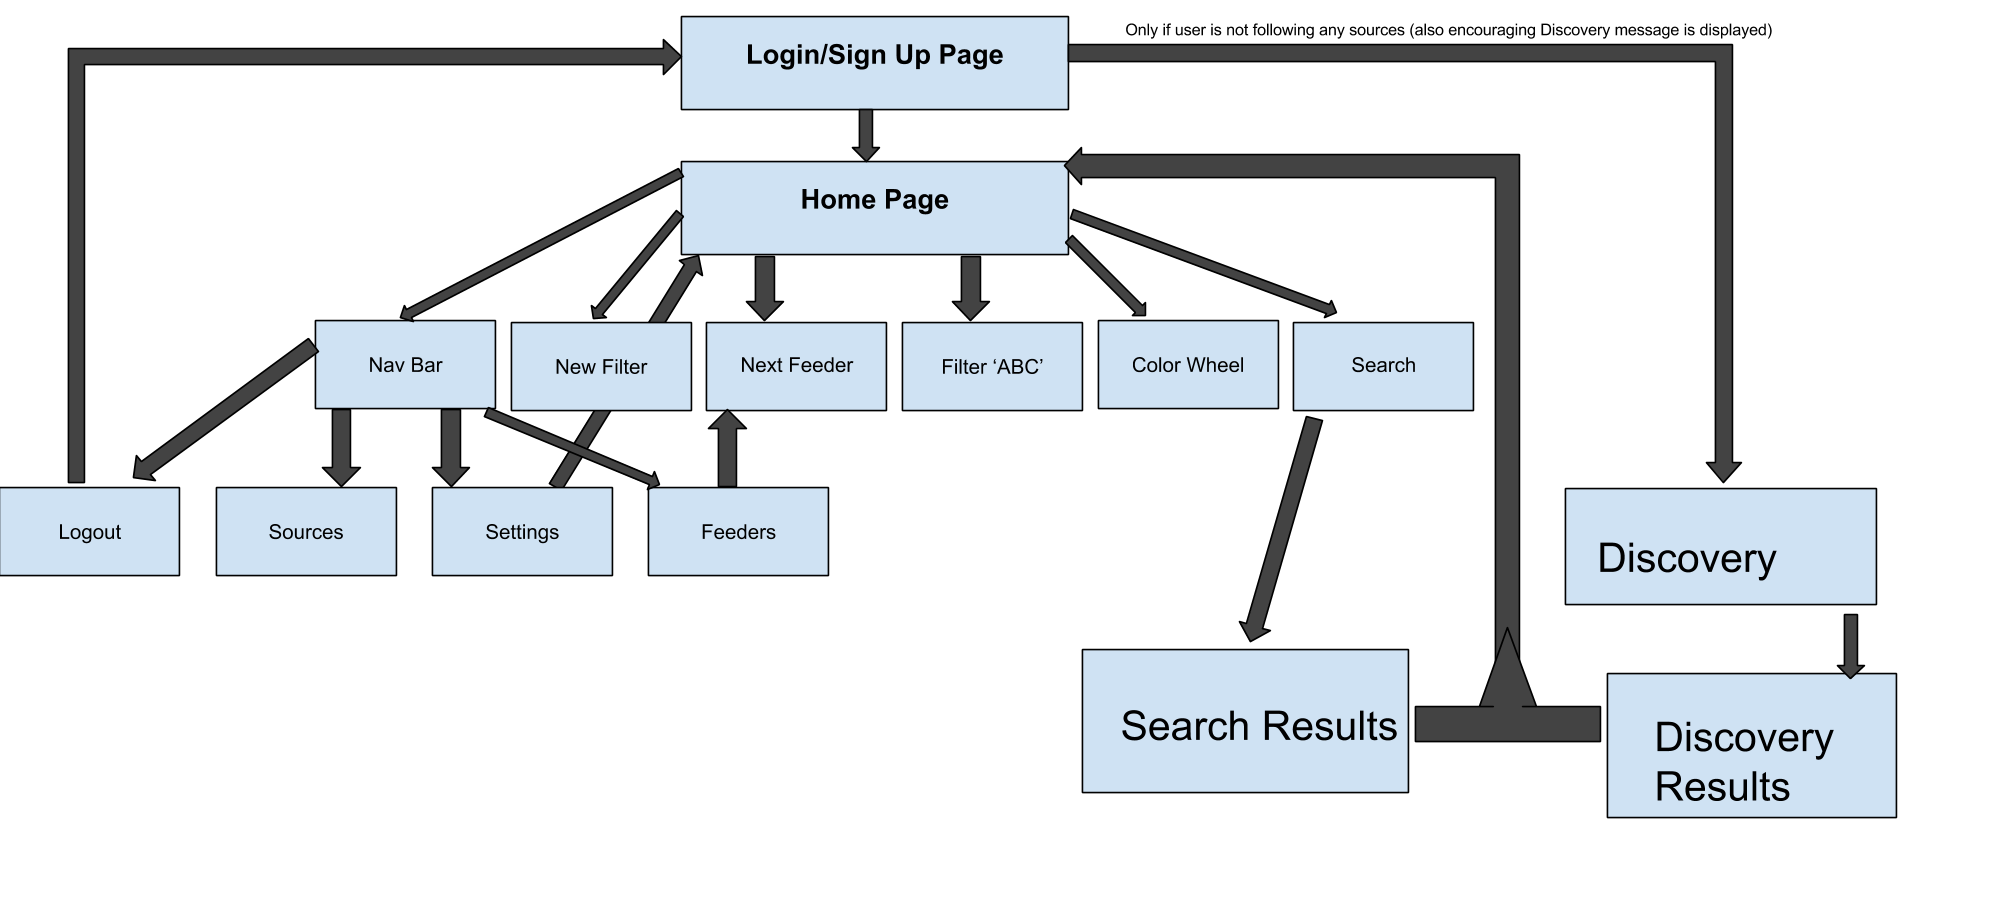 Only if user is not following any sources (also encouraging Discovery message is displayed)
Login/Sign Up Page
Home Page
Nav Bar
New Filter
Next Feeder
Filter ‘ABC’
Color Wheel
Search
Logout
Sources
Settings
Feeders
Discovery
Search Results
Discovery
Results